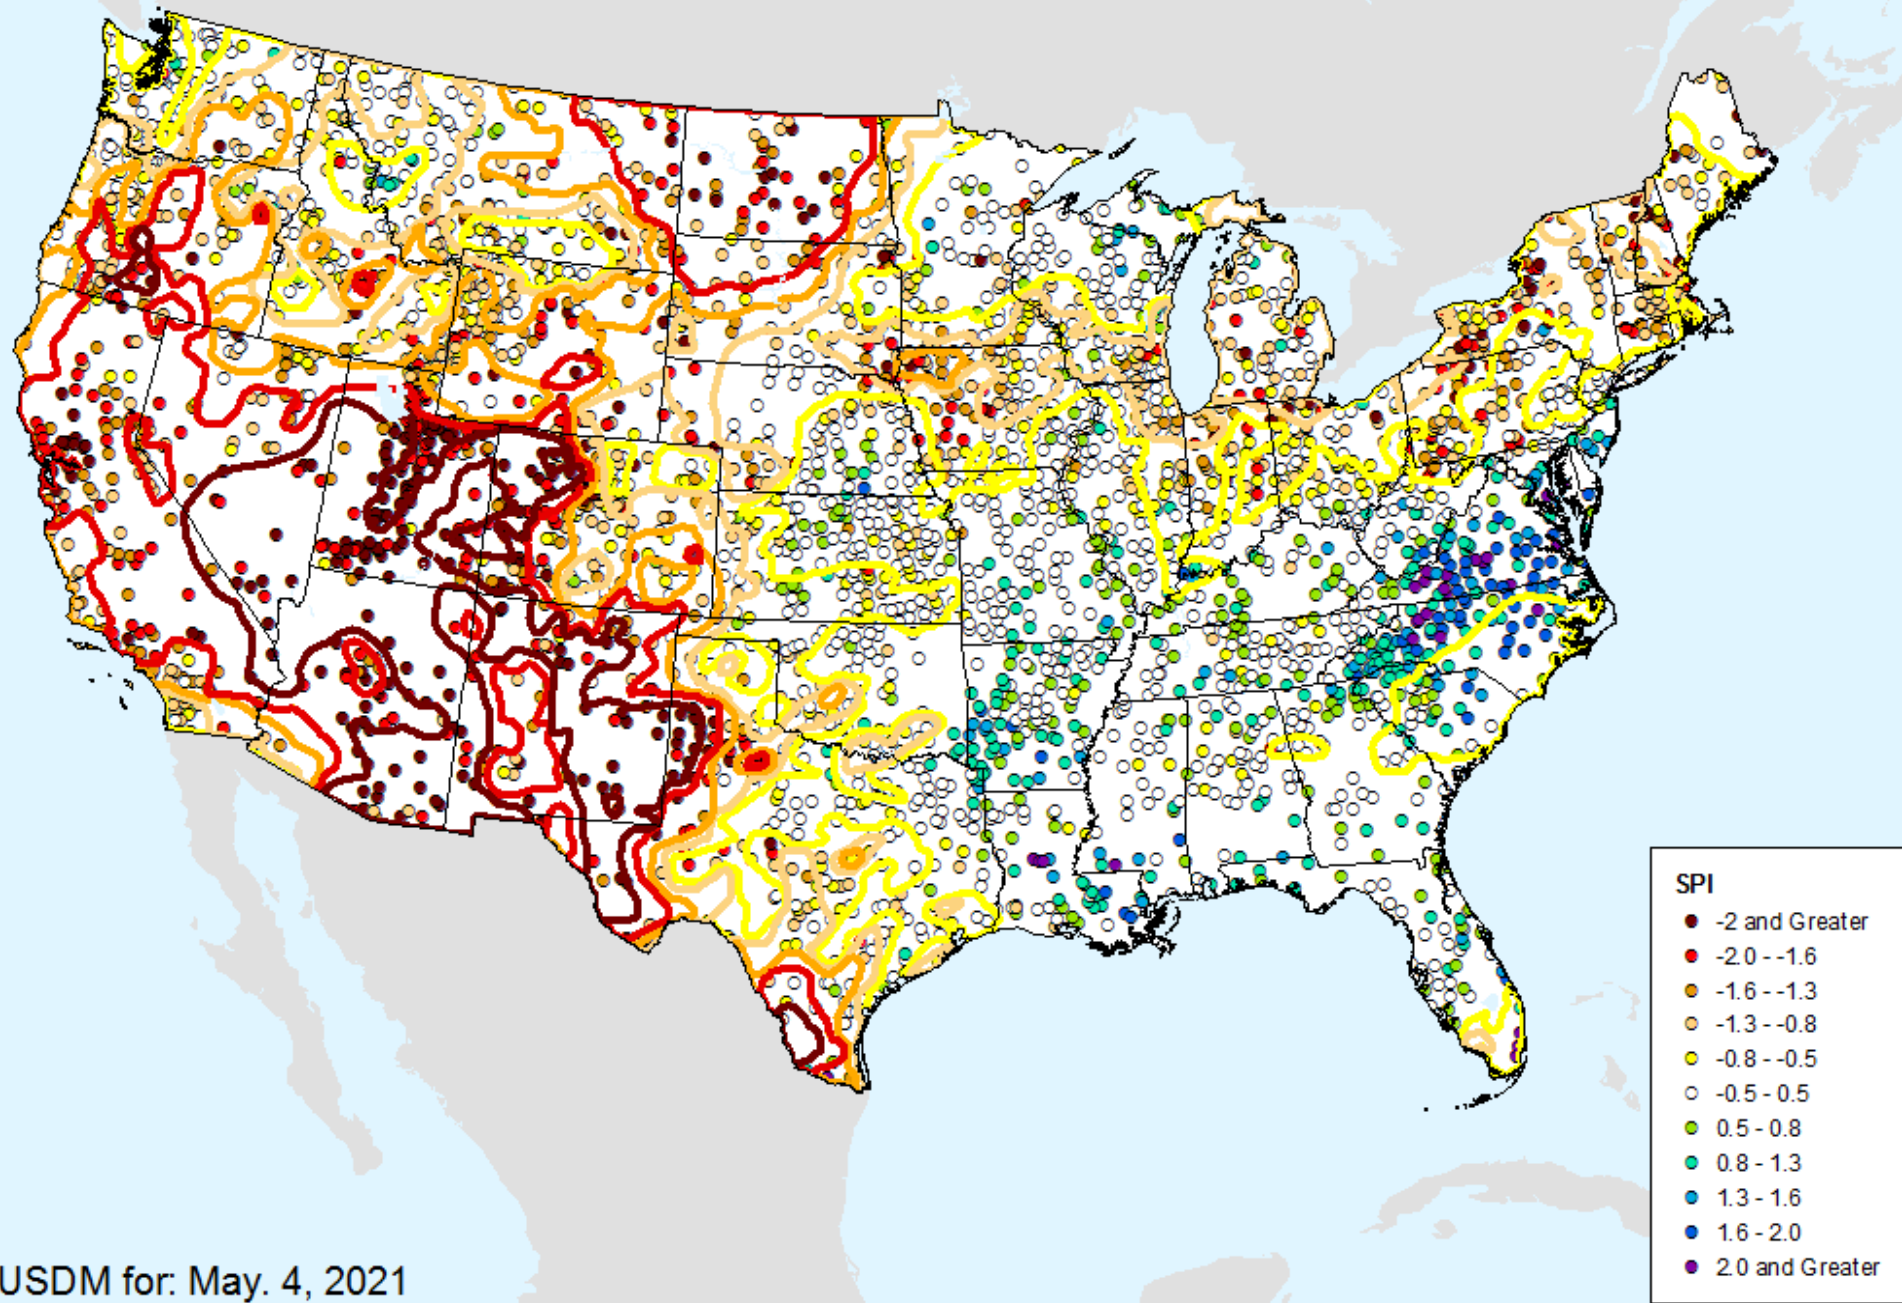 SPI
-2 and Greater
-2.0 - -1.6
-1.6 - -1.3
-1.3 - -0.8
-0.8 - -0.5
-0.5 - 0.5
0.5 - 0.8
0.8 - 1.3
1.3 - 1.6
1.6 - 2.0
2.0 and Greater
USDM for: May. 4, 2021